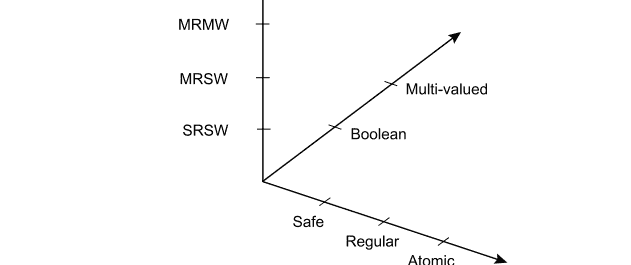 MRMW
MRSW
Multi-valued
SRSW
Boolean
Safe
Regular
Atomic